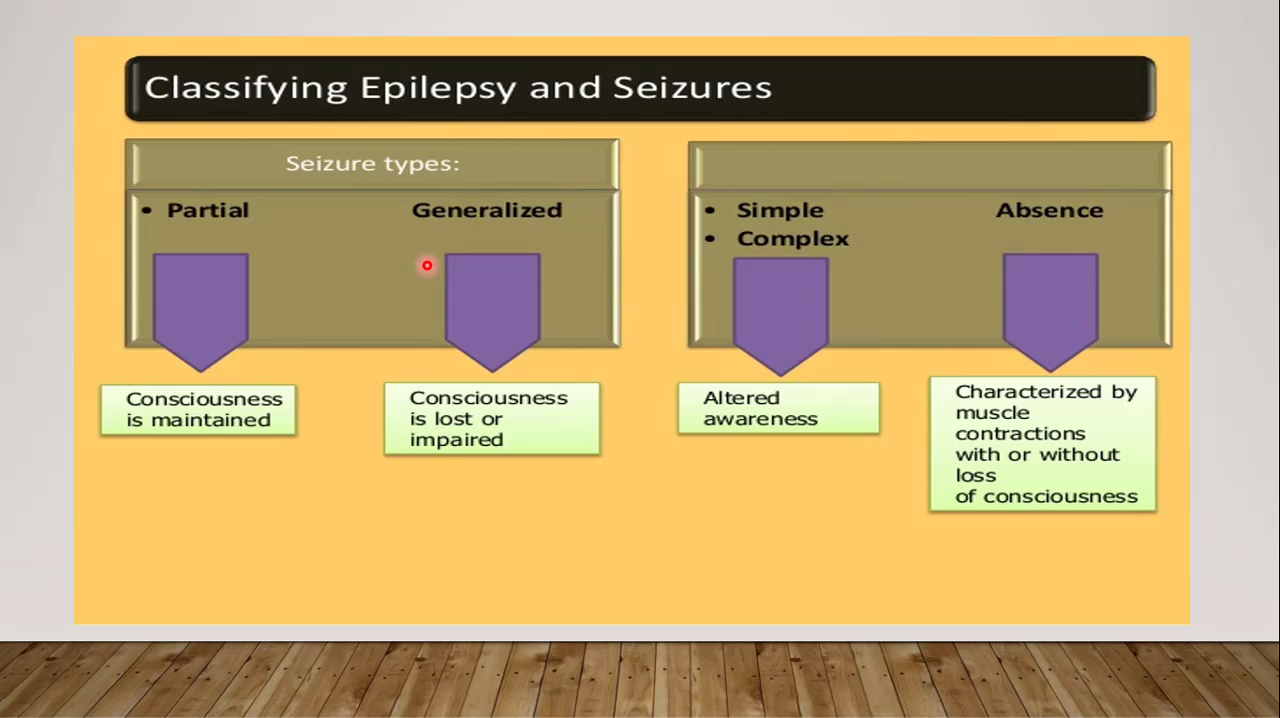 Classifying Epilepsy and Seizures
Seizure types:
• Partial Generalized
• Simple Absence
• Complex
Consciousness
is maintained
Consciousness
is lost or
impaired
Altered
awareness
Characterized by
muscle
contractions
with or without
loss
of consciousness